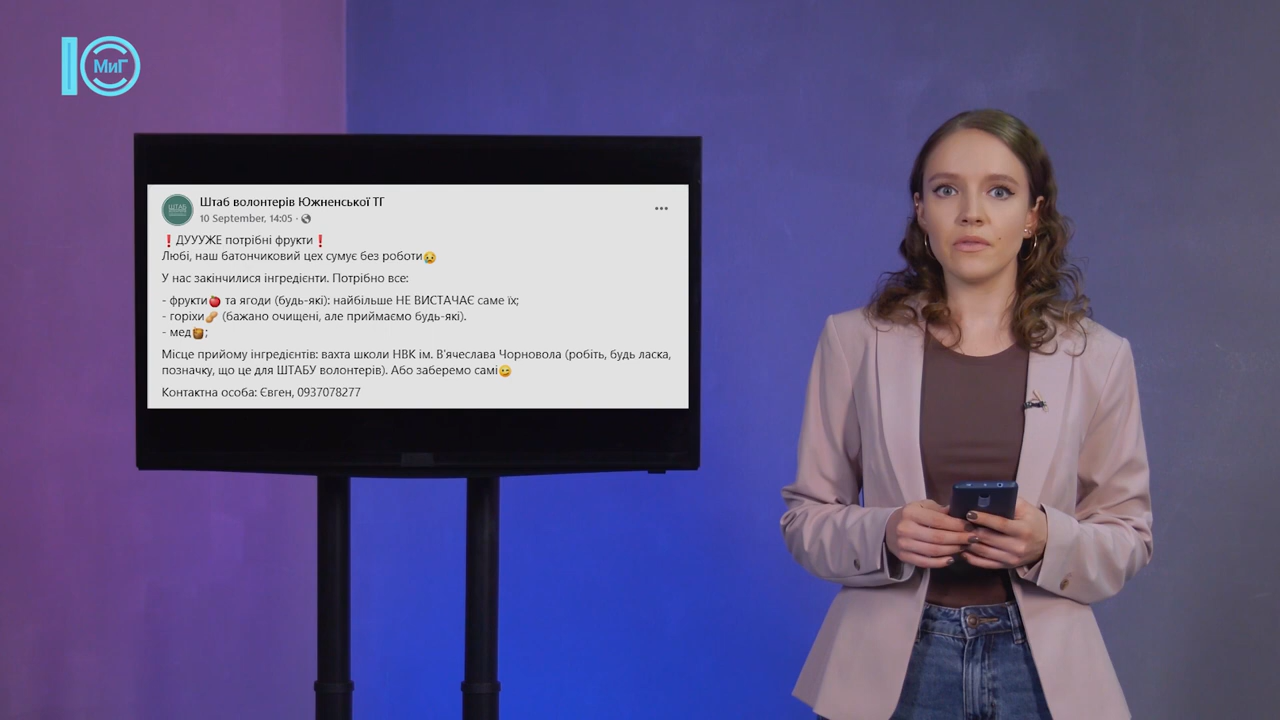 МиГ
ШТАБ
Штаб волонтерів Южненської ТГ
10 September, 14:05 ·
❗ДУУУЖЕ потрібні фрукти❗
Любі, наш батончиковий цех сумує без роботи😢
У нас закінчилися інгредієнти. Потрібно все:
- фрукти🍎 та ягоди (будь-які): найбільше НЕ ВИСТАЧАЄ саме їх;
- горіхи🥜 (бажано очищені, але приймаємо будь-які).
- мед🍯;
Місце прийому інгредієнтів: вахта школи НВК ім. В'ячеслава Чорновола (робіть, будь ласка,
позначку, що це для ШТАБУ волонтерів). Або заберемо самі😉
Контактна особа: Євген, 0937078277